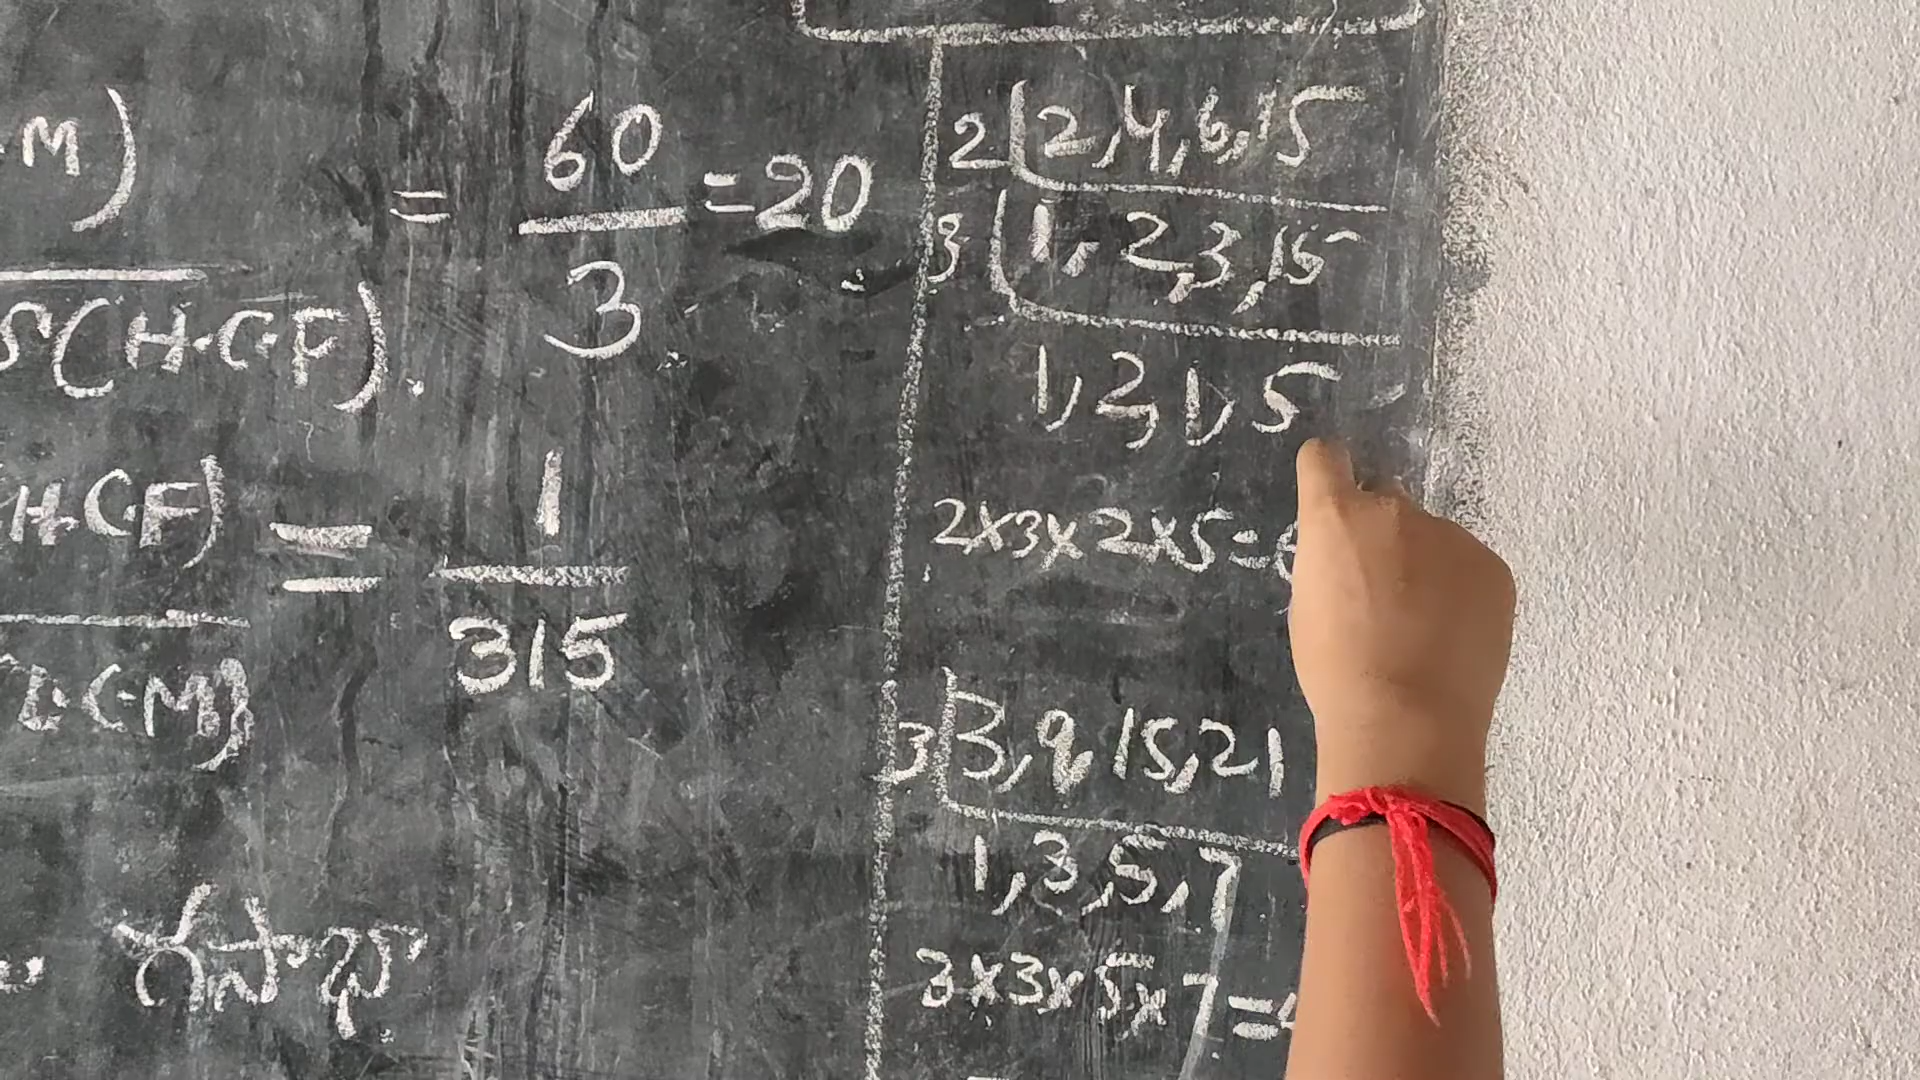 M) = 60/3 = 20
S(H.C.F).
H.C.F) = 1/315
L.C.M)
గసాభా
2(2,4,6,15
3(1,2,3,15
1,2,1,5
2x3x2x5=
3(3,9,15,21
1,3,5,7
3x3x5x7=